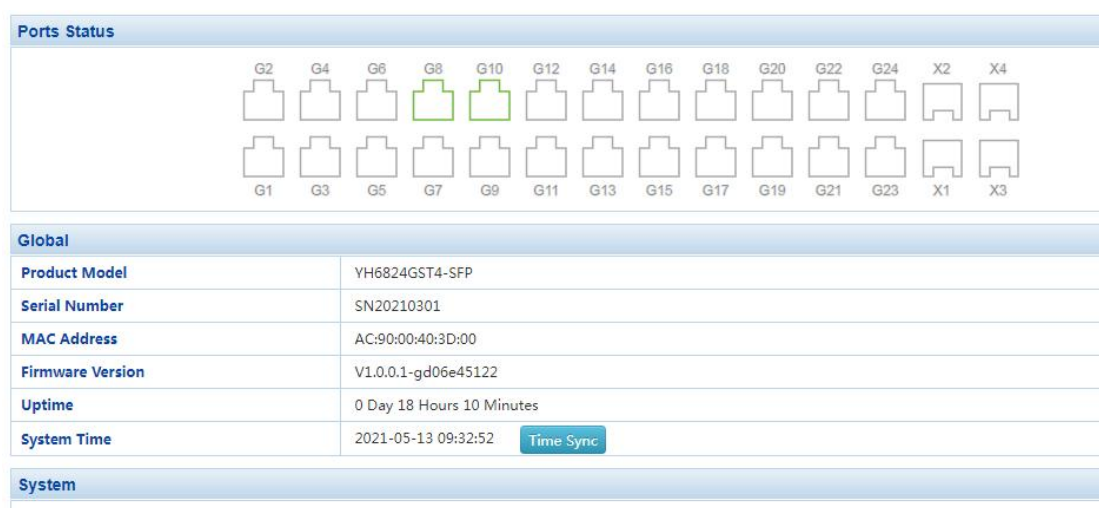 Ports Status
G2 G4 G6 G8 G10 G12 G14 G16 G18 G20 G22 G24 X2 X4
G1 G3 G5 G7 G9 G11 G13 G15 G17 G19 G21 G23 X1 X3
Global
Product Model YH6824GST4-SFP
Serial Number SN20210301
MAC Address AC:90:00:40:3D:00
Firmware Version V1.0.0.1-gd06e45122
Uptime 0 Day 18 Hours 10 Minutes
System Time 2021-05-13 09:32:52 Time Sync
System